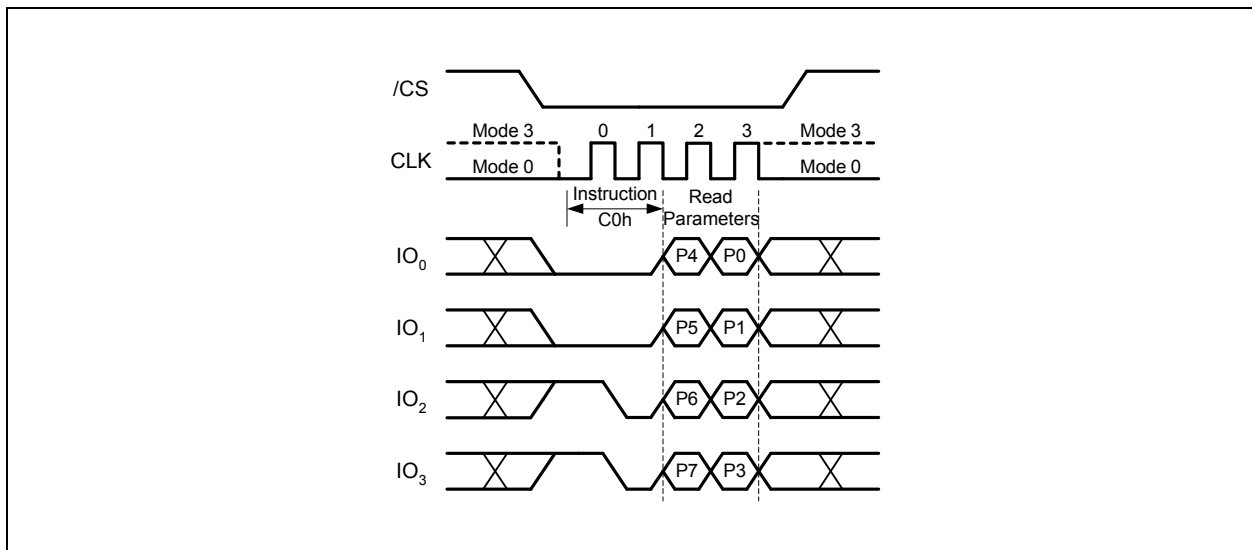 /CS
Mode 3 0 1 2 3 Mode 3
CLK
Mode 0 Mode 0
Instruction Read
C0h Parameters
IO0 P4 P0
IO1 P5 P1
IO2 P6 P2
IO3 P7 P3